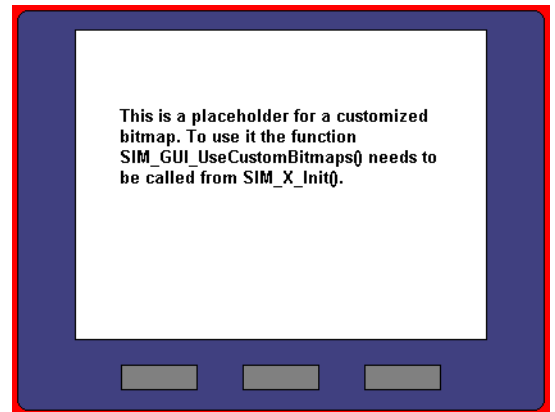 This is a placeholder for a customized
bitmap. To use it the function
SIM_GUI_UseCustomBitmaps() needs to
be called from SIM_X_Init().